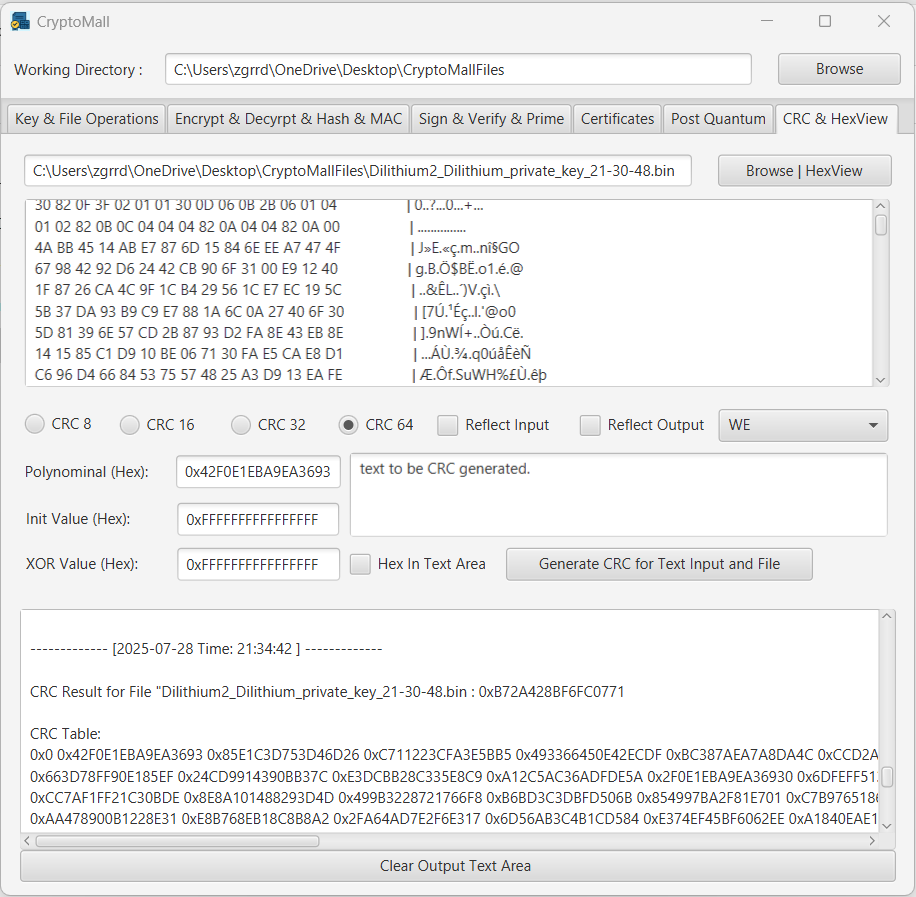 CryptoMall
Working Directory :
C:\Users\zgrrd\OneDrive\Desktop\CryptoMallFiles
Browse
Key & File Operations
Encrypt & Decyrpt & Hash & MAC
Sign & Verify & Prime
Certificates
Post Quantum
CRC & HexView
C:\Users\zgrrd\OneDrive\Desktop\CryptoMallFiles\Dilithium2_Dilithium_private_key_21-30-48.bin
Browse | HexView
30 82 0F 3F 02 01 01 30 0D 06 0B 2B 06 01 04 | 0..?...0...+...
01 02 82 0B 0C 04 04 04 82 0A 04 04 82 0A 00 | ...............
4A BB 45 14 AB E7 87 6D 15 84 6E EE A7 47 4F | J»E.«ç.m..nî§GO
67 98 42 92 D6 24 42 CB 90 6F 31 00 E9 12 40 | g.B.Ö$BË.o1.é.@
1F 87 26 CA 4C 9F 1C B4 29 56 1C E7 EC 19 5C | ..&ÊL..´)V.çì.\
5B 37 DA 93 B9 C9 E7 88 1A 6C 0A 27 40 6F 30 | [7Ú.¹Éç..l.'@o0
5D 81 39 6E 57 CD 2B 87 93 D2 FA 8E 43 EB 8E | ].9nWÍ+..Òú.Cë.
14 15 85 C1 D9 10 BE 06 71 30 FA E5 CA E8 D1 | ...ÁÙ.¾.q0úåÊèÑ
C6 96 D4 66 84 53 75 57 48 25 A3 D9 13 EA FE | Æ.Ôf.SuWH%£Ù.êþ
CRC 8
CRC 16
CRC 32
CRC 64
Reflect Input
Reflect Output
WE
Polynominal (Hex):
0x42F0E1EBA9EA3693
text to be CRC generated.
Init Value (Hex):
0xFFFFFFFFFFFFFFFF
XOR Value (Hex):
0xFFFFFFFFFFFFFFFF
Hex In Text Area
Generate CRC for Text Input and File
------------- [2025-07-28 Time: 21:34:42 ] -------------
CRC Result for File "Dilithium2_Dilithium_private_key_21-30-48.bin : 0xB72A428BF6FC0771
CRC Table:
0x0 0x42F0E1EBA9EA3693 0x85E1C3D753D46D26 0xC711223CFA3E5BB5 0x493366450E42ECDF 0xBC387AEA7A8DA4C 0xCCD2A
0x663D78FF90E185EF 0x24CD9914390BB37C 0xE3DCBB28C335E8C9 0xA12C5AC36ADFDE5A 0x2F0E1EBA9EA36930 0x6DFEFF51
0xCC7AF1FF21C30BDE 0x8E8A101488293D4D 0x499B3228721766F8 0xB6BD3C3DBFD506B 0x854997BA2F81E701 0xC7B976518
0xAA478900B1228E31 0xE8B768EB18C8B8A2 0x2FA64AD7E2F6E317 0x6D56AB3C4B1CD584 0xE374EF45BF6062EE 0xA1840EAE1
Clear Output Text Area